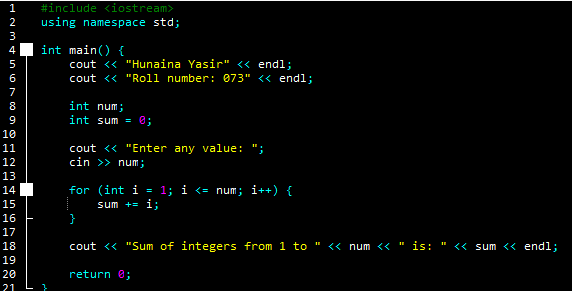 1 #include <iostream>
2 using namespace std;
3
4 int main() {
5 cout << "Hunaina Yasir" << endl;
6 cout << "Roll number: 073" << endl;
7
8 int num;
9 int sum = 0;
10
11 cout << "Enter any value: ";
12 cin >> num;
13
14 for (int i = 1; i <= num; i++) {
15 sum += i;
16 }
17
18 cout << "Sum of integers from 1 to " << num << " is: " << sum << endl;
19
20 return 0;
21 }